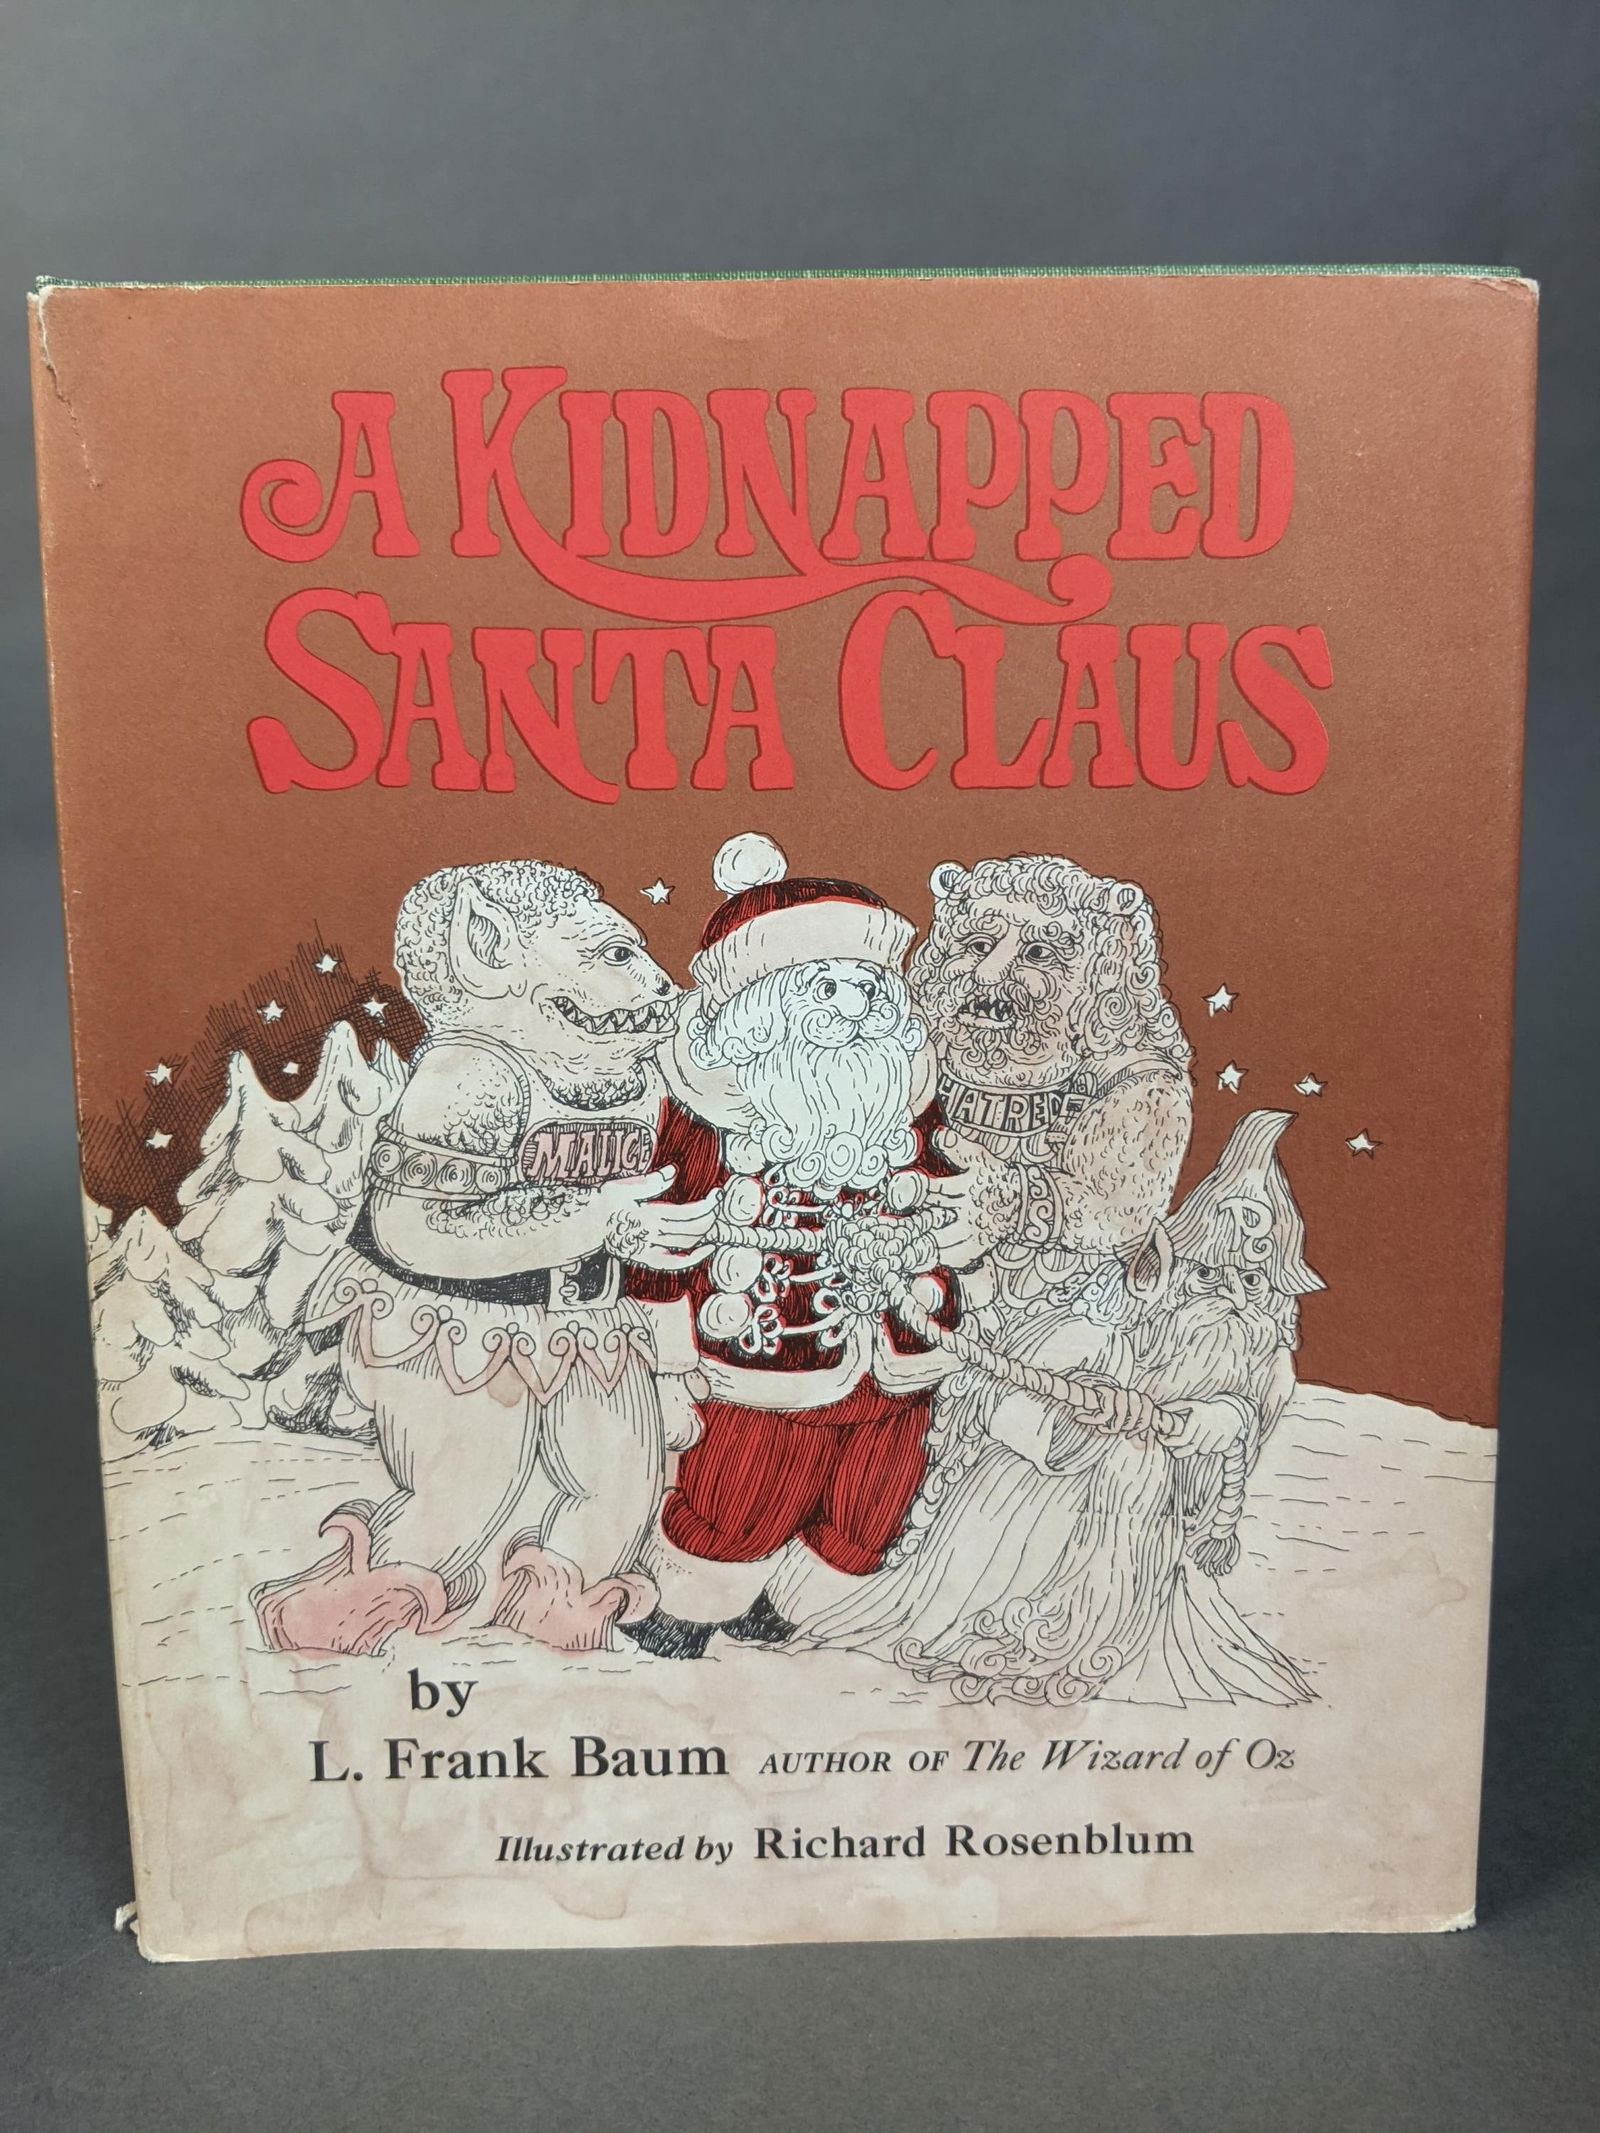 A KIDNAPPED
SANTA CLAUS
MALICE
HATRED
R
by
L. Frank Baum AUTHOR OF The Wizard of Oz
Illustrated by Richard Rosenblum